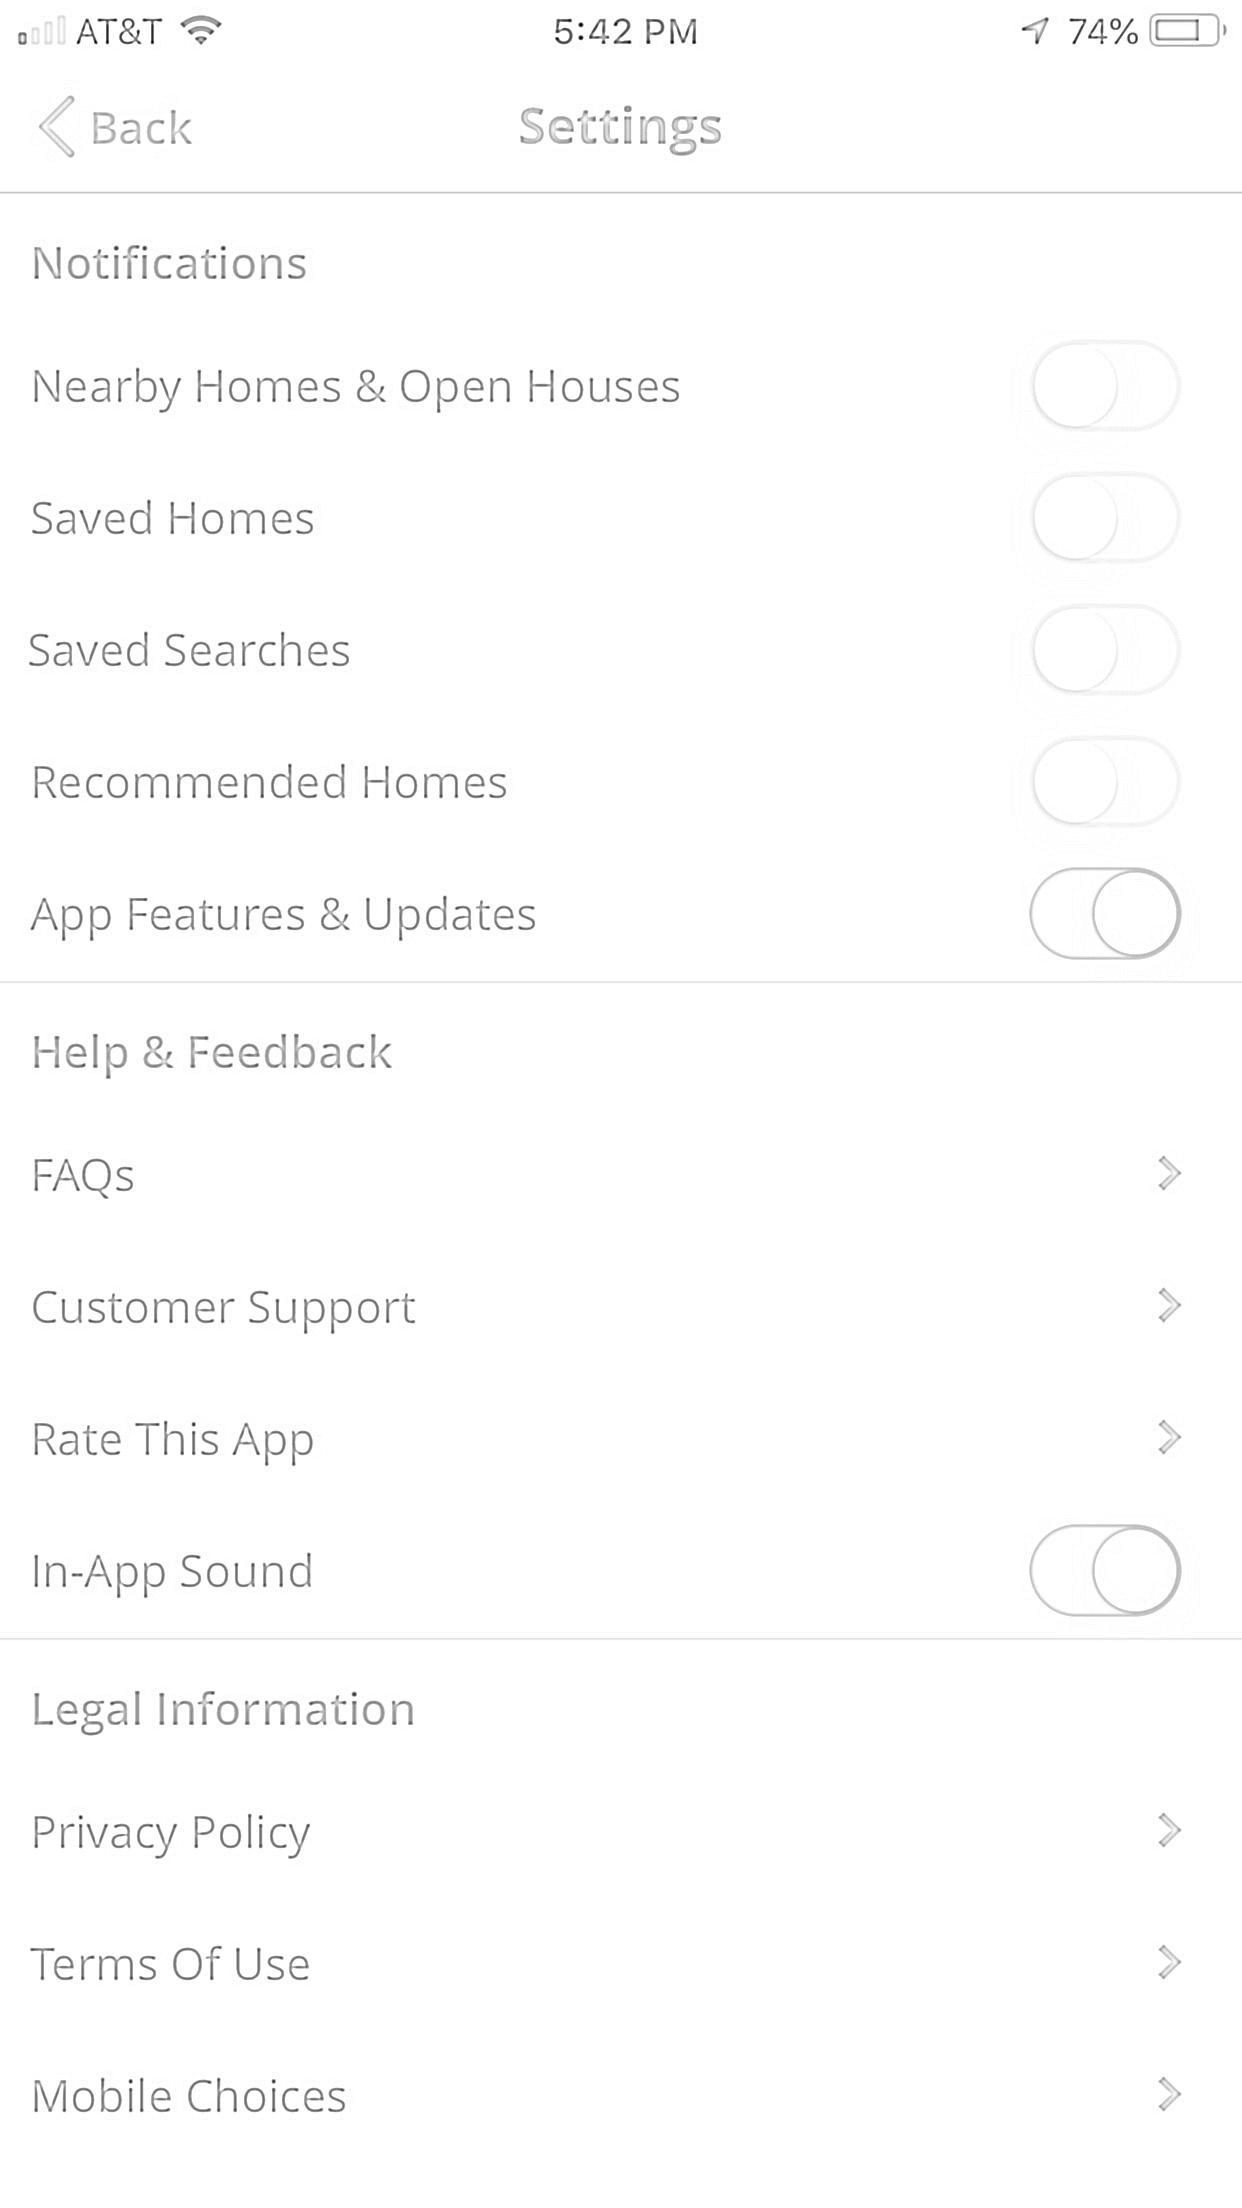 AT&T 5:42 PM 74%
Back Settings
Notifications
Nearby Homes & Open Houses
Saved Homes
Saved Searches
Recommended Homes
App Features & Updates
Help & Feedback
FAQs
Customer Support
Rate This App
In-App Sound
Legal Information
Privacy Policy
Terms Of Use
Mobile Choices